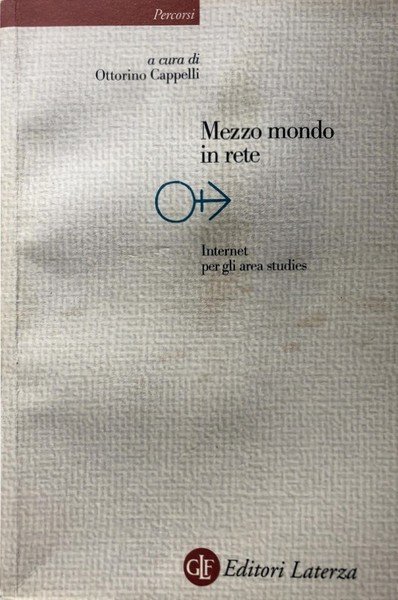 Percorsi
a cura di
Ottorino Cappelli
Mezzo mondo
in rete
Internet
per gli area studies
GLF Editori Laterza